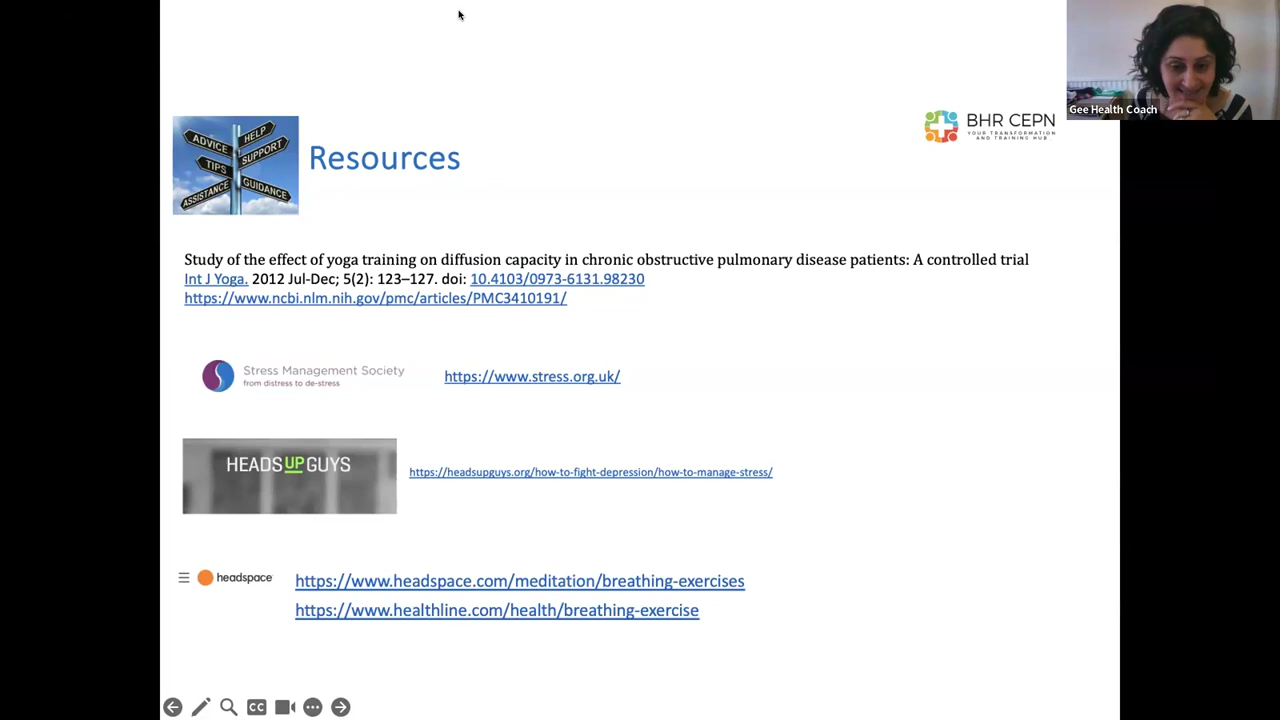 Gee Health Coach
BHR CEPN
YOUR TRANSFORMATION
AND TRAINING HUB
ADVICE
HELP
SUPPORT
TIPS
ASSISTANCE
GUIDANCE
Resources
Study of the effect of yoga training on diffusion capacity in chronic obstructive pulmonary disease patients: A controlled trial
Int J Yoga. 2012 Jul-Dec; 5(2): 123–127. doi: 10.4103/0973-6131.98230
https://www.ncbi.nlm.nih.gov/pmc/articles/PMC3410191/
Stress Management Society
from distress to de-stress
https://www.stress.org.uk/
HEADSUPGUYS
https://headsupguys.org/how-to-fight-depression/how-to-manage-stress/
headspace
https://www.headspace.com/meditation/breathing-exercises
https://www.healthline.com/health/breathing-exercise
CC